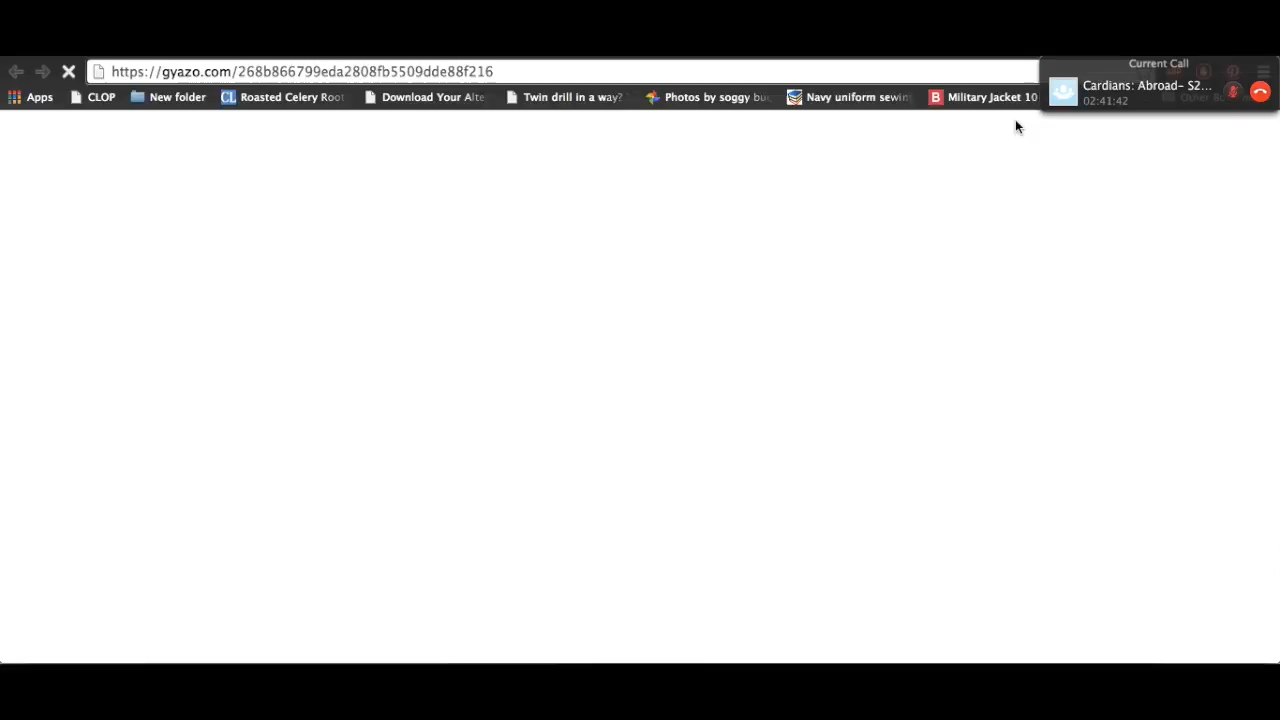 https://gyazo.com/268b866799eda2808fb5509dde88f216
Current Call
Cardians: Abroad- S2...
02:41:42
Apps CLOP New folder Roasted Celery Root Download Your Alte Twin drill in a way? Photos by soggy bu Navy uniform sewin Military Jacket 10